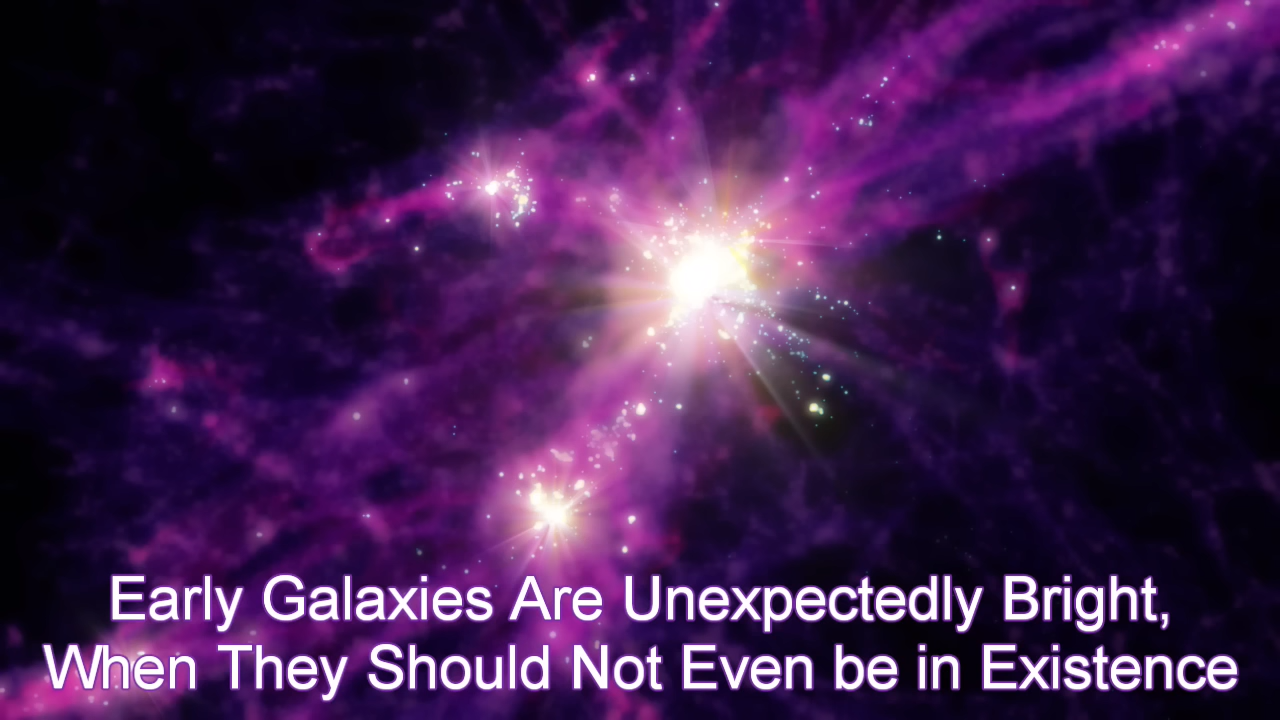 Early Galaxies Are Unexpectedly Bright,
When They Should Not Even be in Existence